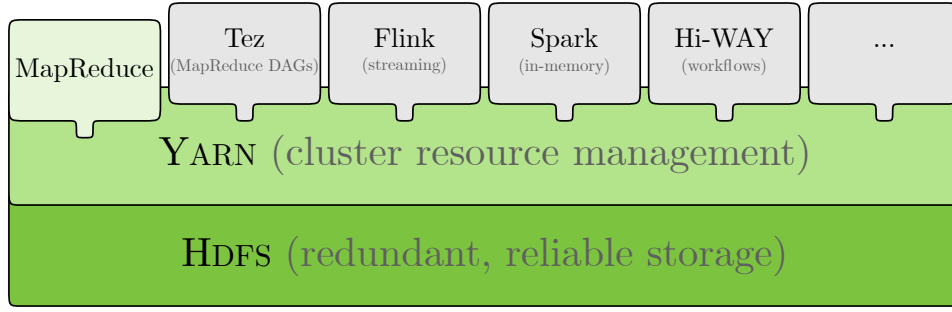 MapReduce
Tez
(MapReduce DAGs)
Flink
(streaming)
Spark
(in-memory)
Hi-WAY
(workflows)
...
YARN (cluster resource management)
HDFS (redundant, reliable storage)